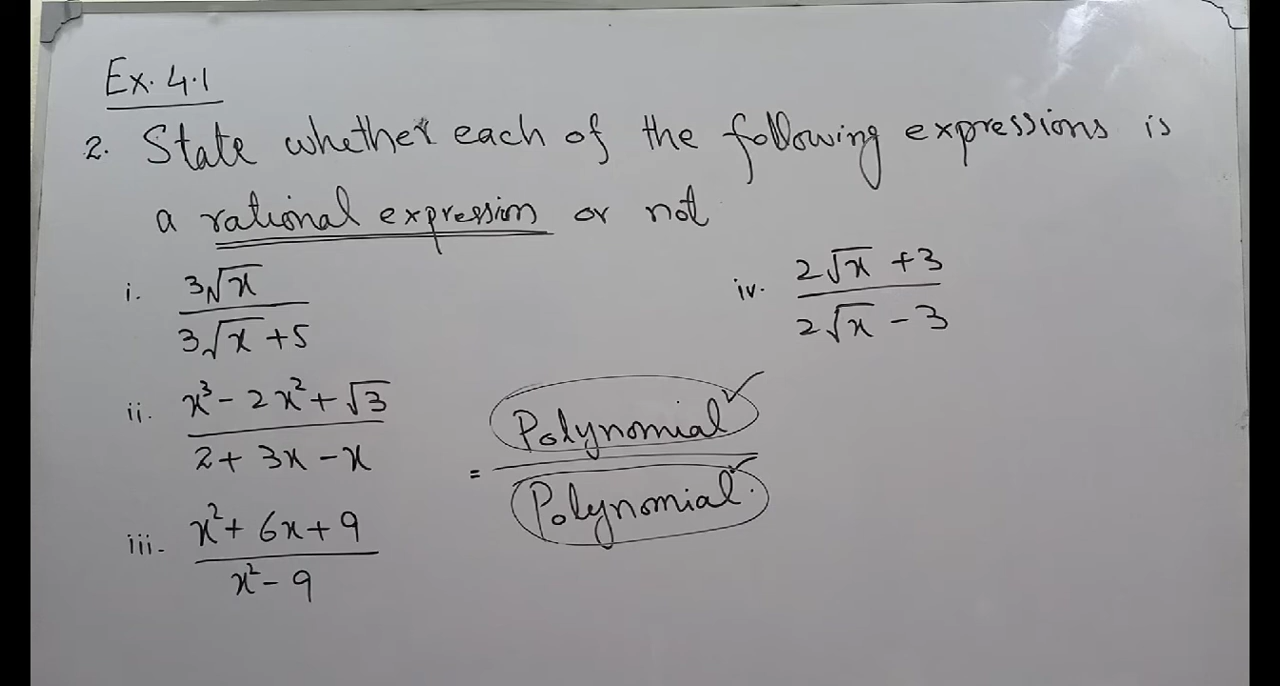 Ex. 4.1
2. State whether each of the following expressions is
a rational expression or not
i. 3√x / 3√x + 5
iv. 2√x + 3 / 2√x - 3
ii. x³ - 2x² + √3 / 2 + 3x - x
= Polynomial ✓ / Polynomial. ✓
iii. x² + 6x + 9 / x² - 9